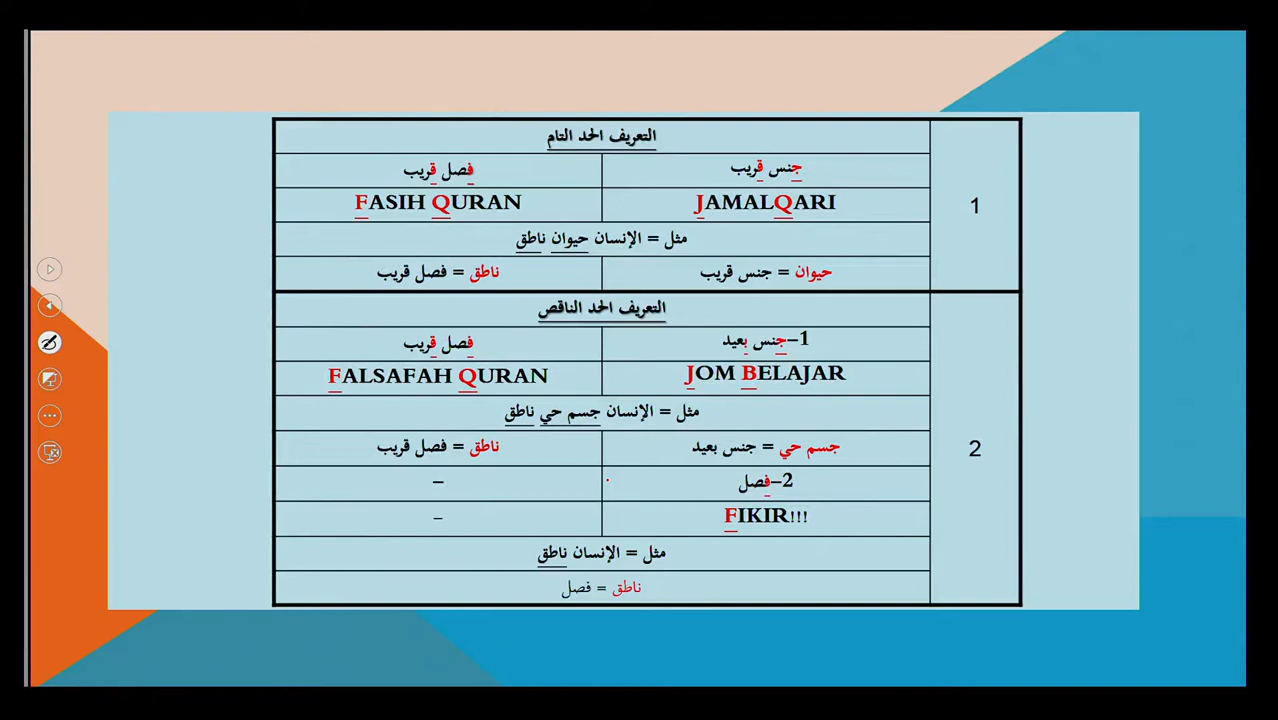 1
التعريف الحد التام
جنس قريب
فصل قريب
JAMALQARI
FASIH QURAN
مثل = الإنسان حيوان ناطق
حيوان = جنس قريب
ناطق = فصل قريب
2
التعريف الحد الناقص
1–جنس بعيد
فصل قريب
JOM BELAJAR
FALSAFAH QURAN
مثل = الإنسان جسم حي ناطق
جسم حي = جنس بعيد
ناطق = فصل قريب
2–فصل
–
FIKIR!!!
–
مثل = الإنسان ناطق
ناطق = فصل